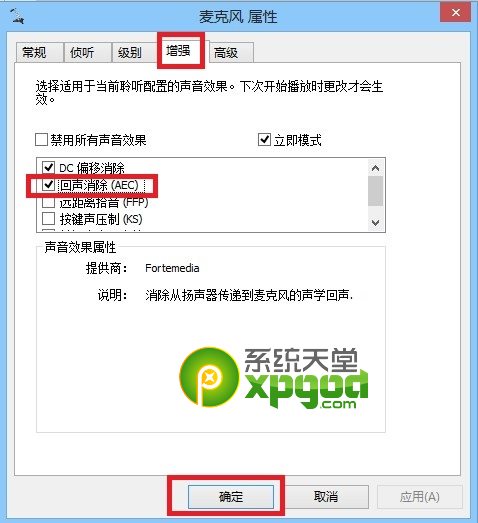 麦克风 属性
常规 侦听 级别 增强 高级
选择适用于当前聆听配置的声音效果。下次开始播放时更改才会生
效。
禁用所有声音效果 立即模式
DC 偏移消除
回声消除 (AEC)
远距离拾音 (FFP)
按键声压制 (KS)
声音效果属性
提供商： Fortemedia
说明： 消除从扬声器传递到麦克风的声学回声.
系统天堂
xpgod
.com
确定 取消 应用(A)